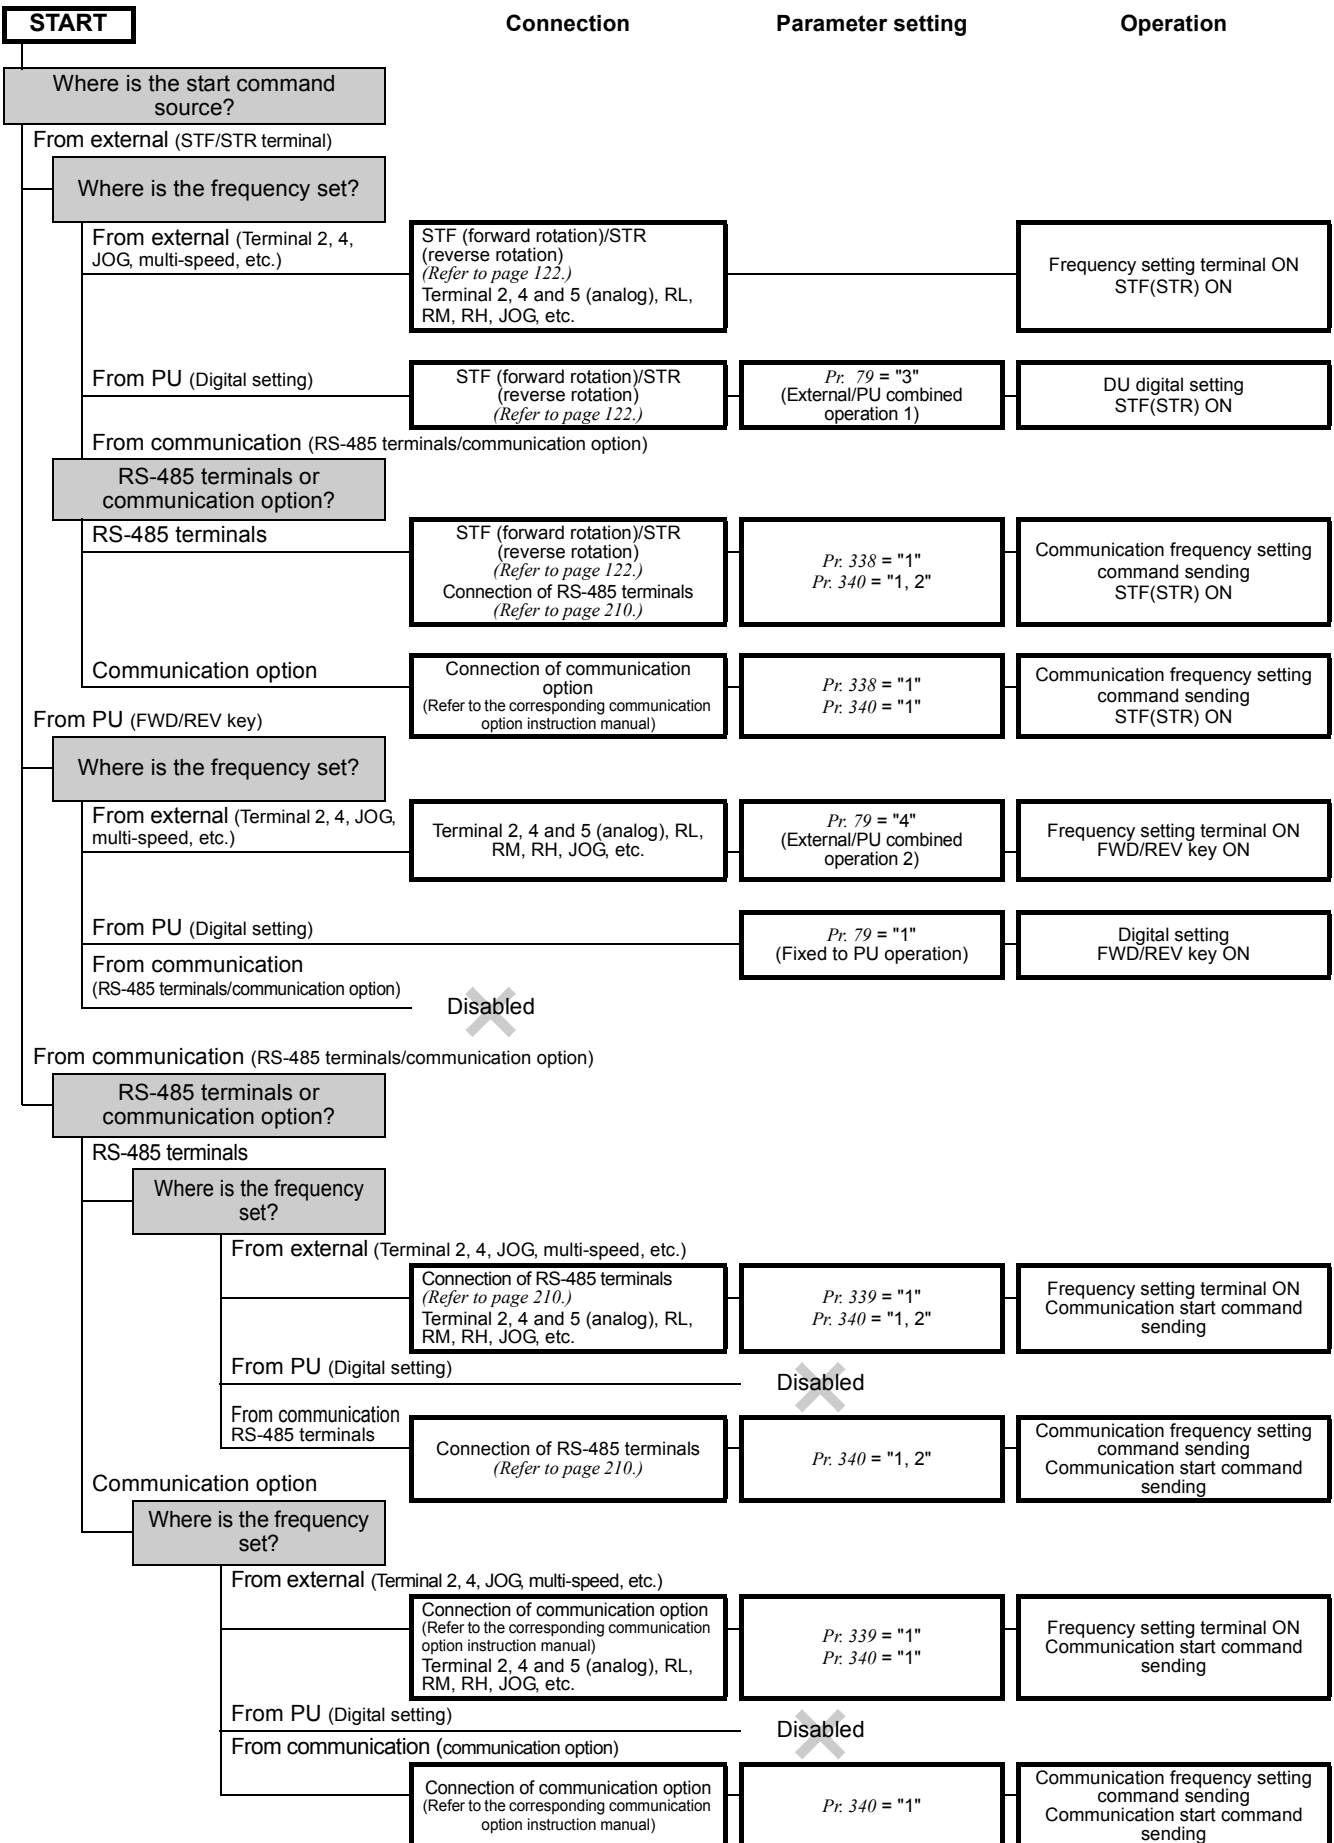 START
Connection
Parameter setting
Operation
Where is the start command
source?
From external (STF/STR terminal)
Where is the frequency set?
From external (Terminal 2, 4,
JOG, multi-speed, etc.)
STF (forward rotation)/STR
(reverse rotation)
(Refer to page 122.)
Terminal 2, 4 and 5 (analog), RL,
RM, RH, JOG, etc.
Frequency setting terminal ON
STF(STR) ON
From PU (Digital setting)
STF (forward rotation)/STR
(reverse rotation)
(Refer to page 122.)
Pr. 79 = "3"
(External/PU combined
operation 1)
DU digital setting
STF(STR) ON
From communication (RS-485 terminals/communication option)
RS-485 terminals or
communication option?
RS-485 terminals
STF (forward rotation)/STR
(reverse rotation)
(Refer to page 122.)
Connection of RS-485 terminals
(Refer to page 210.)
Pr. 338 = "1"
Pr. 340 = "1, 2"
Communication frequency setting
command sending
STF(STR) ON
Communication option
Connection of communication
option
(Refer to the corresponding communication
option instruction manual)
Pr. 338 = "1"
Pr. 340 = "1"
Communication frequency setting
command sending
STF(STR) ON
From PU (FWD/REV key)
Where is the frequency set?
From external (Terminal 2, 4, JOG,
multi-speed, etc.)
Terminal 2, 4 and 5 (analog), RL,
RM, RH, JOG, etc.
Pr. 79 = "4"
(External/PU combined
operation 2)
Frequency setting terminal ON
FWD/REV key ON
From PU (Digital setting)
Pr. 79 = "1"
(Fixed to PU operation)
Digital setting
FWD/REV key ON
From communication
(RS-485 terminals/communication option)
Disabled
From communication (RS-485 terminals/communication option)
RS-485 terminals or
communication option?
RS-485 terminals
Where is the frequency
set?
From external (Terminal 2, 4, JOG, multi-speed, etc.)
Connection of RS-485 terminals
(Refer to page 210.)
Terminal 2, 4 and 5 (analog), RL,
RM, RH, JOG, etc.
Pr. 339 = "1"
Pr. 340 = "1, 2"
Frequency setting terminal ON
Communication start command
sending
From PU (Digital setting)
Disabled
From communication
RS-485 terminals
Connection of RS-485 terminals
(Refer to page 210.)
Pr. 340 = "1, 2"
Communication frequency setting
command sending
Communication start command
sending
Communication option
Where is the frequency
set?
From external (Terminal 2, 4, JOG, multi-speed, etc.)
Connection of communication option
(Refer to the corresponding communication
option instruction manual)
Terminal 2, 4 and 5 (analog), RL,
RM, RH, JOG, etc.
Pr. 339 = "1"
Pr. 340 = "1"
Frequency setting terminal ON
Communication start command
sending
From PU (Digital setting)
Disabled
From communication (communication option)
Connection of communication option
(Refer to the corresponding communication
option instruction manual)
Pr. 340 = "1"
Communication frequency setting
command sending
Communication start command
sending